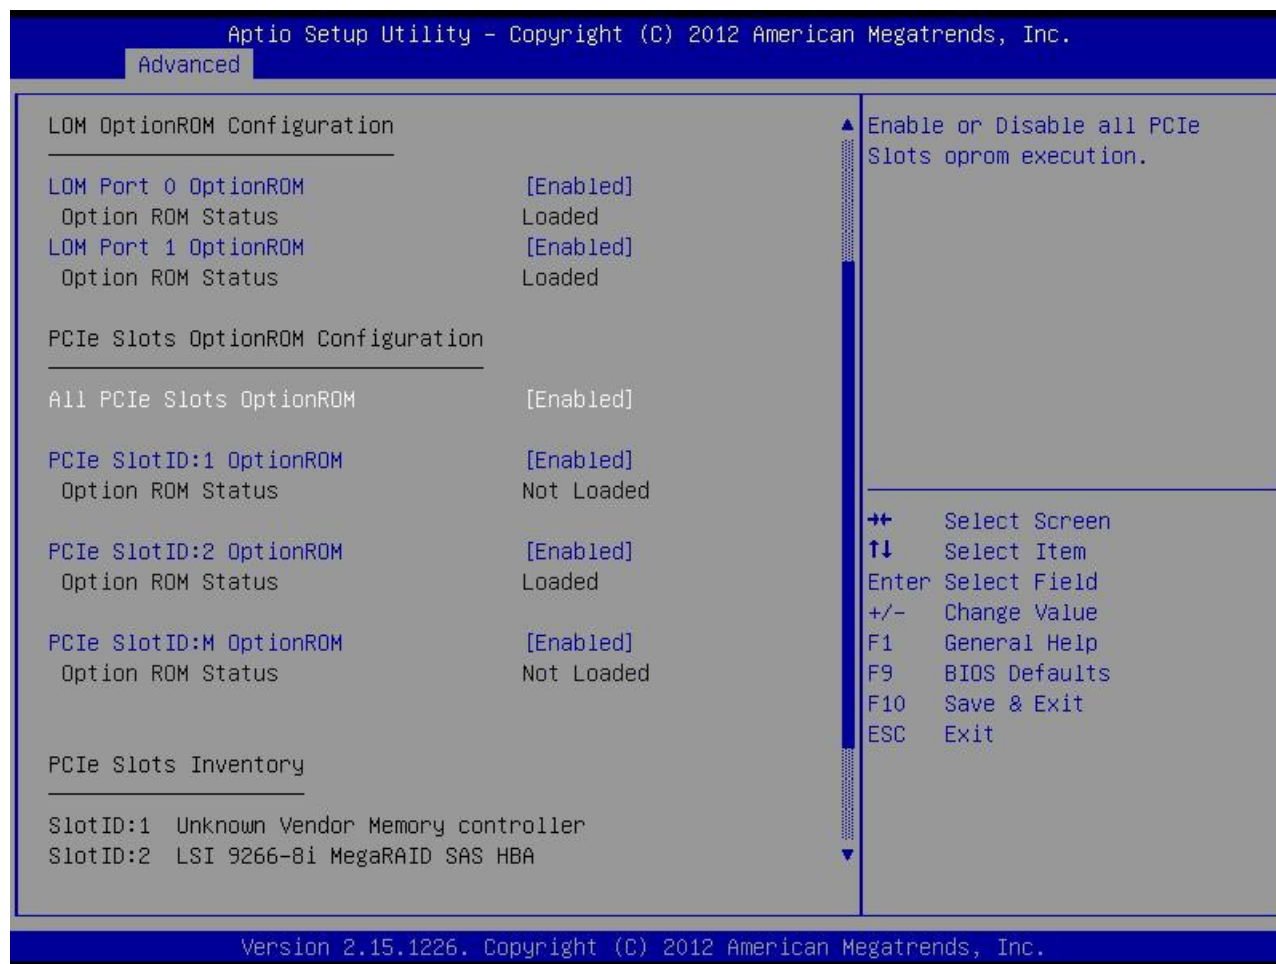 Aptio Setup Utility – Copyright (C) 2012 American Megatrends, Inc.
Advanced
LOM OptionROM Configuration
LOM Port 0 OptionROM [Enabled]
Option ROM Status Loaded
LOM Port 1 OptionROM [Enabled]
Option ROM Status Loaded
PCIe Slots OptionROM Configuration
All PCIe Slots OptionROM [Enabled]
PCIe SlotID:1 OptionROM [Enabled]
Option ROM Status Not Loaded
PCIe SlotID:2 OptionROM [Enabled]
Option ROM Status Loaded
PCIe SlotID:M OptionROM [Enabled]
Option ROM Status Not Loaded
PCIe Slots Inventory
SlotID:1 Unknown Vendor Memory controller
SlotID:2 LSI 9266-8i MegaRAID SAS HBA
Enable or Disable all PCIe
Slots oprom execution.
→← Select Screen
↑↓ Select Item
Enter Select Field
+/- Change Value
F1 General Help
F9 BIOS Defaults
F10 Save & Exit
ESC Exit
Version 2.15.1226. Copyright (C) 2012 American Megatrends, Inc.